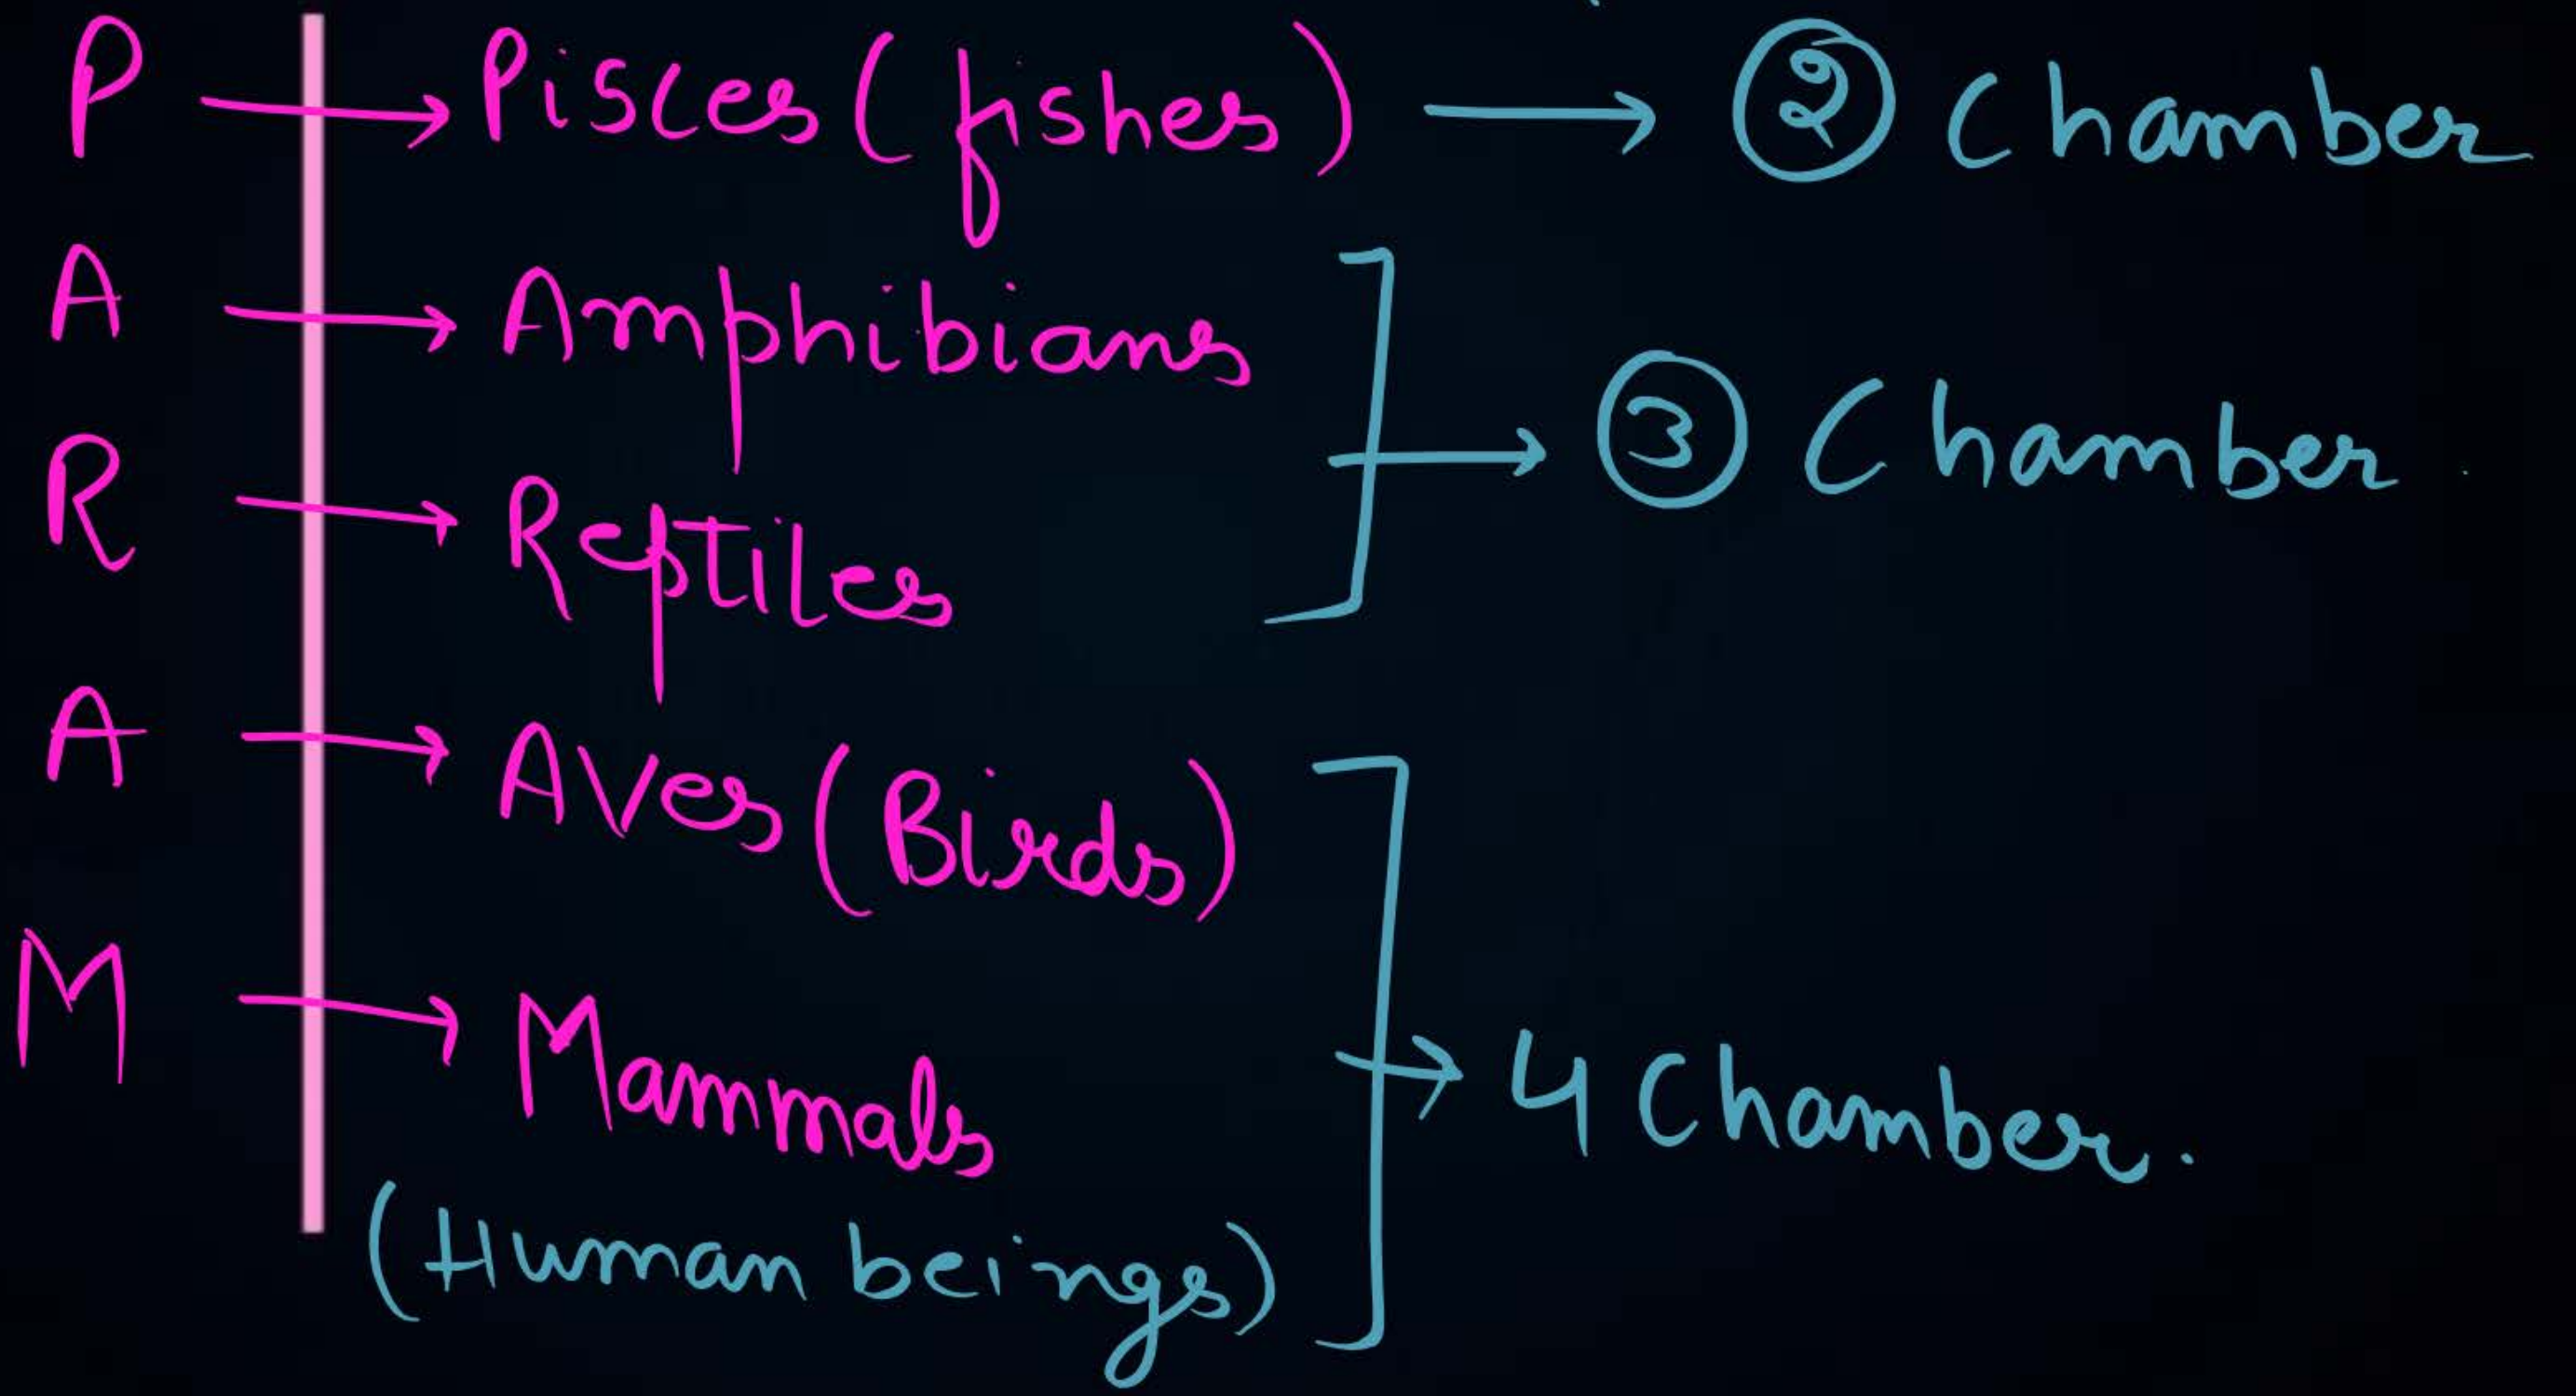 P → Pisces (fishes) → ② Chamber
A → Amphibians
R → Reptiles
→ ③ Chamber
A → Aves (Birds)
M → Mammals
(Human beings)
→ 4 Chamber.